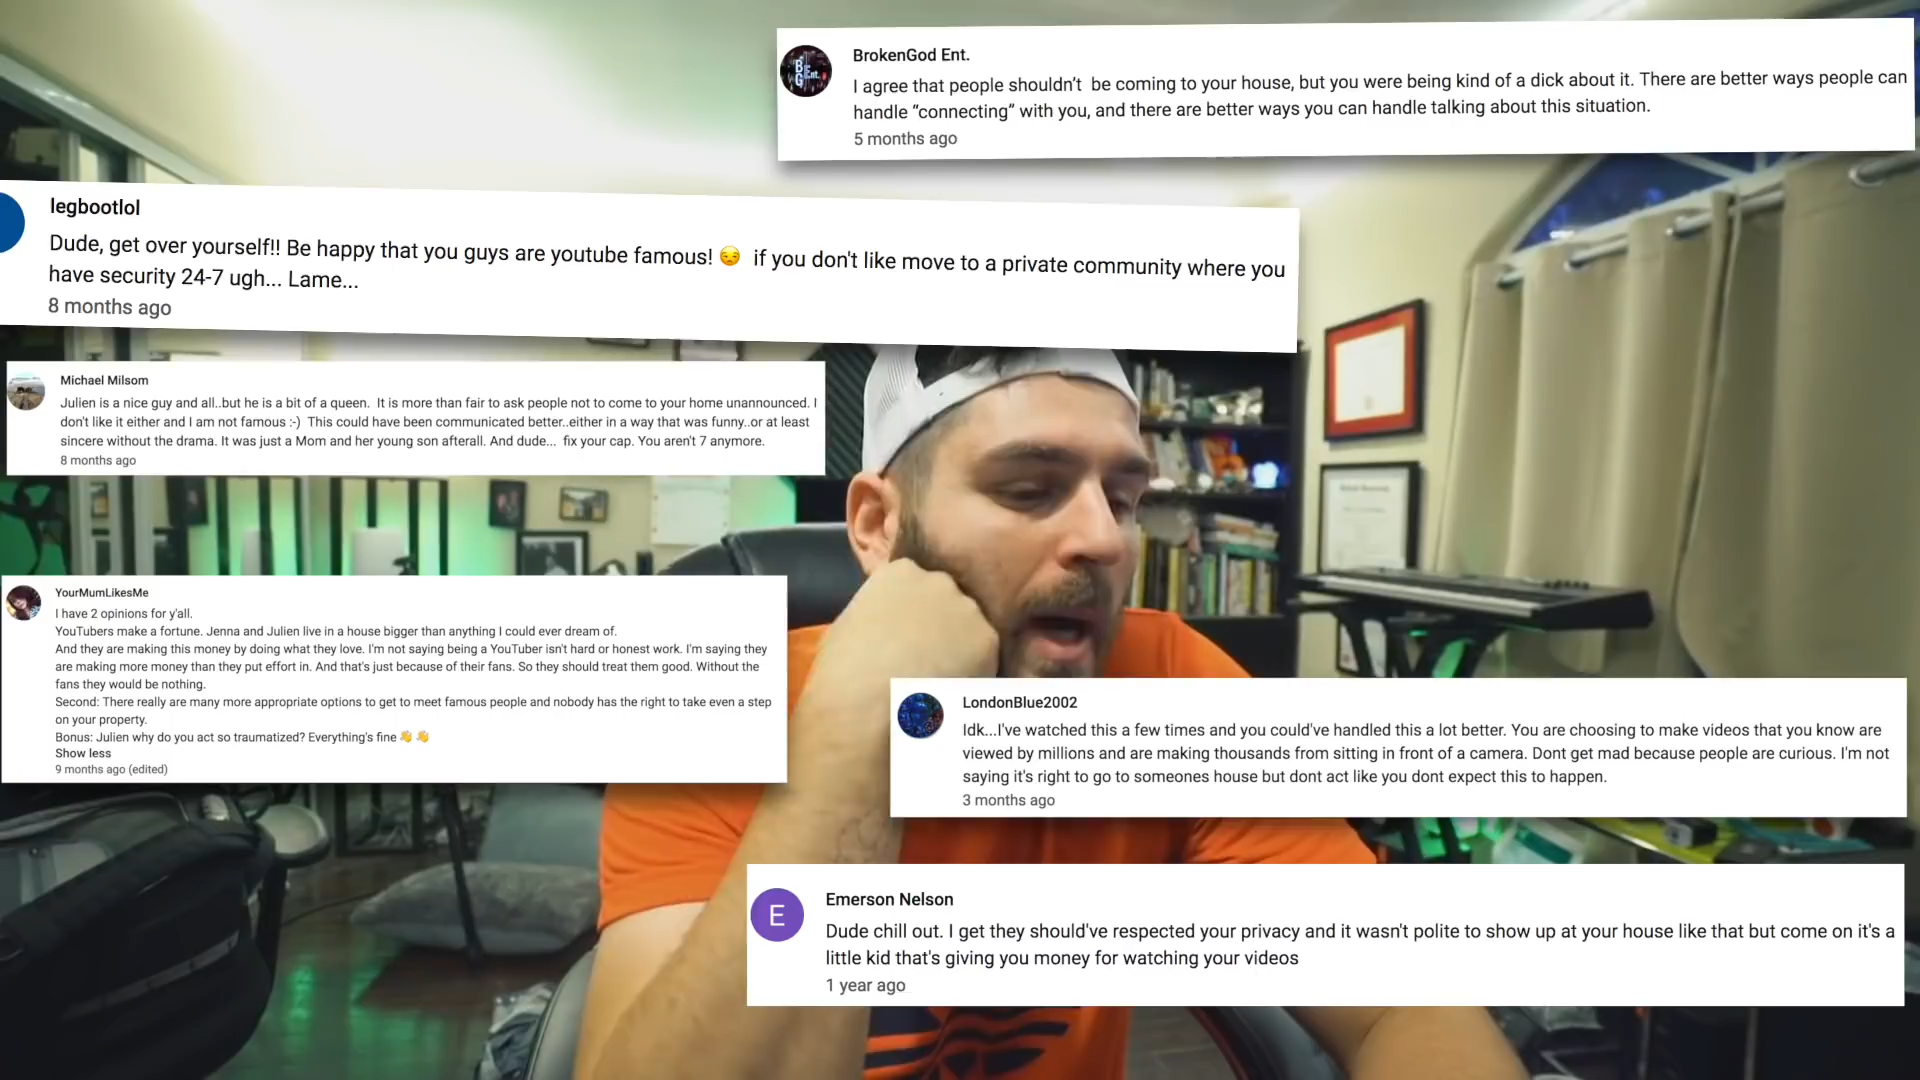 BrokenGod Ent.
I agree that people shouldn't be coming to your house, but you were being kind of a dick about it. There are better ways people can
handle “connecting” with you, and there are better ways you can handle talking about this situation.
5 months ago
legbootlol
Dude, get over yourself!! Be happy that you guys are youtube famous! 😒 if you don't like move to a private community where you
have security 24-7 ugh... Lame...
8 months ago
Michael Milsom
Julien is a nice guy and all..but he is a bit of a queen. It is more than fair to ask people not to come to your home unannounced. I
don't like it either and I am not famous :-) This could have been communicated better..either in a way that was funny..or at least
sincere without the drama. It was just a Mom and her young son afterall. And dude... fix your cap. You aren't 7 anymore.
8 months ago
YourMumLikesMe
I have 2 opinions for y'all.
YouTubers make a fortune. Jenna and Julien live in a house bigger than anything I could ever dream of.
And they are making this money by doing what they love. I'm not saying being a YouTuber isn't hard or honest work. I'm saying they
are making more money than they put effort in. And that's just because of their fans. So they should treat them good. Without the
fans they would be nothing.
Second: There really are many more appropriate options to get to meet famous people and nobody has the right to take even a step
on your property.
Bonus: Julien why do you act so traumatized? Everything's fine 👋 👋
Show less
9 months ago (edited)
LondonBlue2002
Idk...I've watched this a few times and you could've handled this a lot better. You are choosing to make videos that you know are
viewed by millions and are making thousands from sitting in front of a camera. Dont get mad because people are curious. I'm not
saying it's right to go to someones house but dont act like you dont expect this to happen.
3 months ago
E
Emerson Nelson
Dude chill out. I get they should've respected your privacy and it wasn't polite to show up at your house like that but come on it's a
little kid that's giving you money for watching your videos
1 year ago